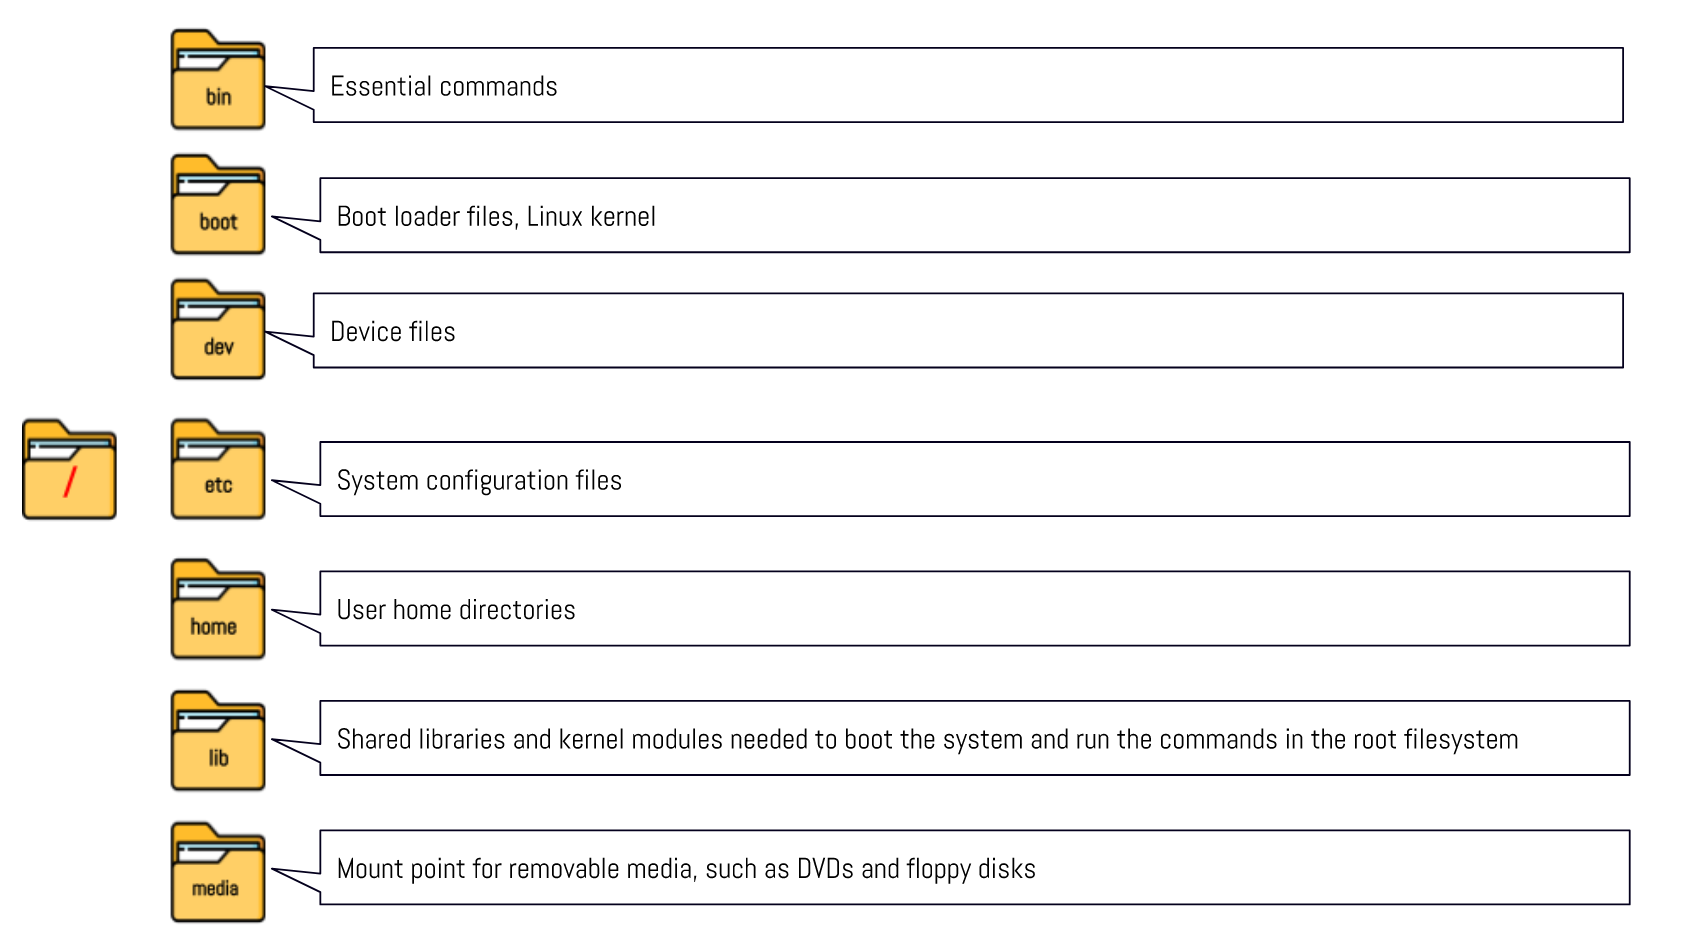 bin
Essential commands
boot
Boot loader files, Linux kernel
dev
Device files
/
etc
System configuration files
home
User home directories
lib
Shared libraries and kernel modules needed to boot the system and run the commands in the root filesystem
media
Mount point for removable media, such as DVDs and floppy disks